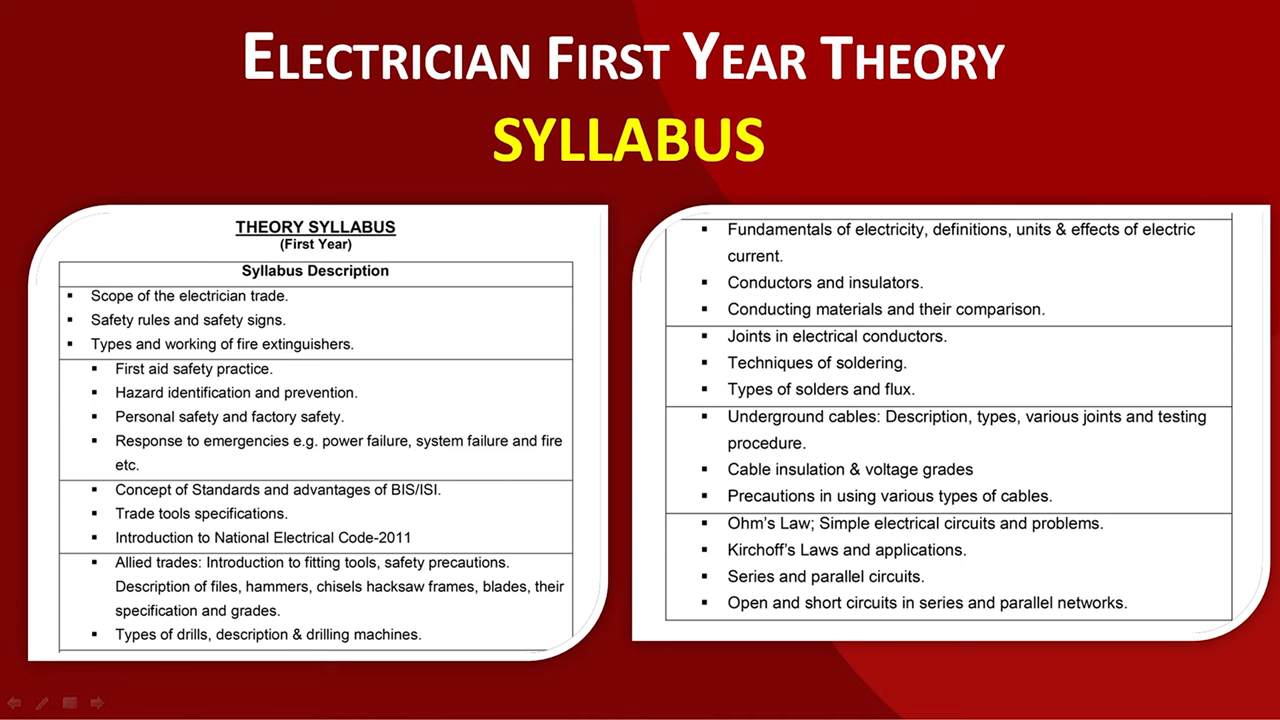 ELECTRICIAN FIRST YEAR THEORY
SYLLABUS
THEORY SYLLABUS
(First Year)
Syllabus Description
▪ Scope of the electrician trade.
▪ Safety rules and safety signs.
▪ Types and working of fire extinguishers.
▪ First aid safety practice.
▪ Hazard identification and prevention.
▪ Personal safety and factory safety.
▪ Response to emergencies e.g. power failure, system failure and fire
etc.
▪ Concept of Standards and advantages of BIS/ISI.
▪ Trade tools specifications.
▪ Introduction to National Electrical Code-2011
▪ Allied trades: Introduction to fitting tools, safety precautions.
Description of files, hammers, chisels hacksaw frames, blades, their
specification and grades.
▪ Types of drills, description & drilling machines.
▪ Fundamentals of electricity, definitions, units & effects of electric
current.
▪ Conductors and insulators.
▪ Conducting materials and their comparison.
▪ Joints in electrical conductors.
▪ Techniques of soldering.
▪ Types of solders and flux.
▪ Underground cables: Description, types, various joints and testing
procedure.
▪ Cable insulation & voltage grades
▪ Precautions in using various types of cables.
▪ Ohm's Law; Simple electrical circuits and problems.
▪ Kirchoff's Laws and applications.
▪ Series and parallel circuits.
▪ Open and short circuits in series and parallel networks.